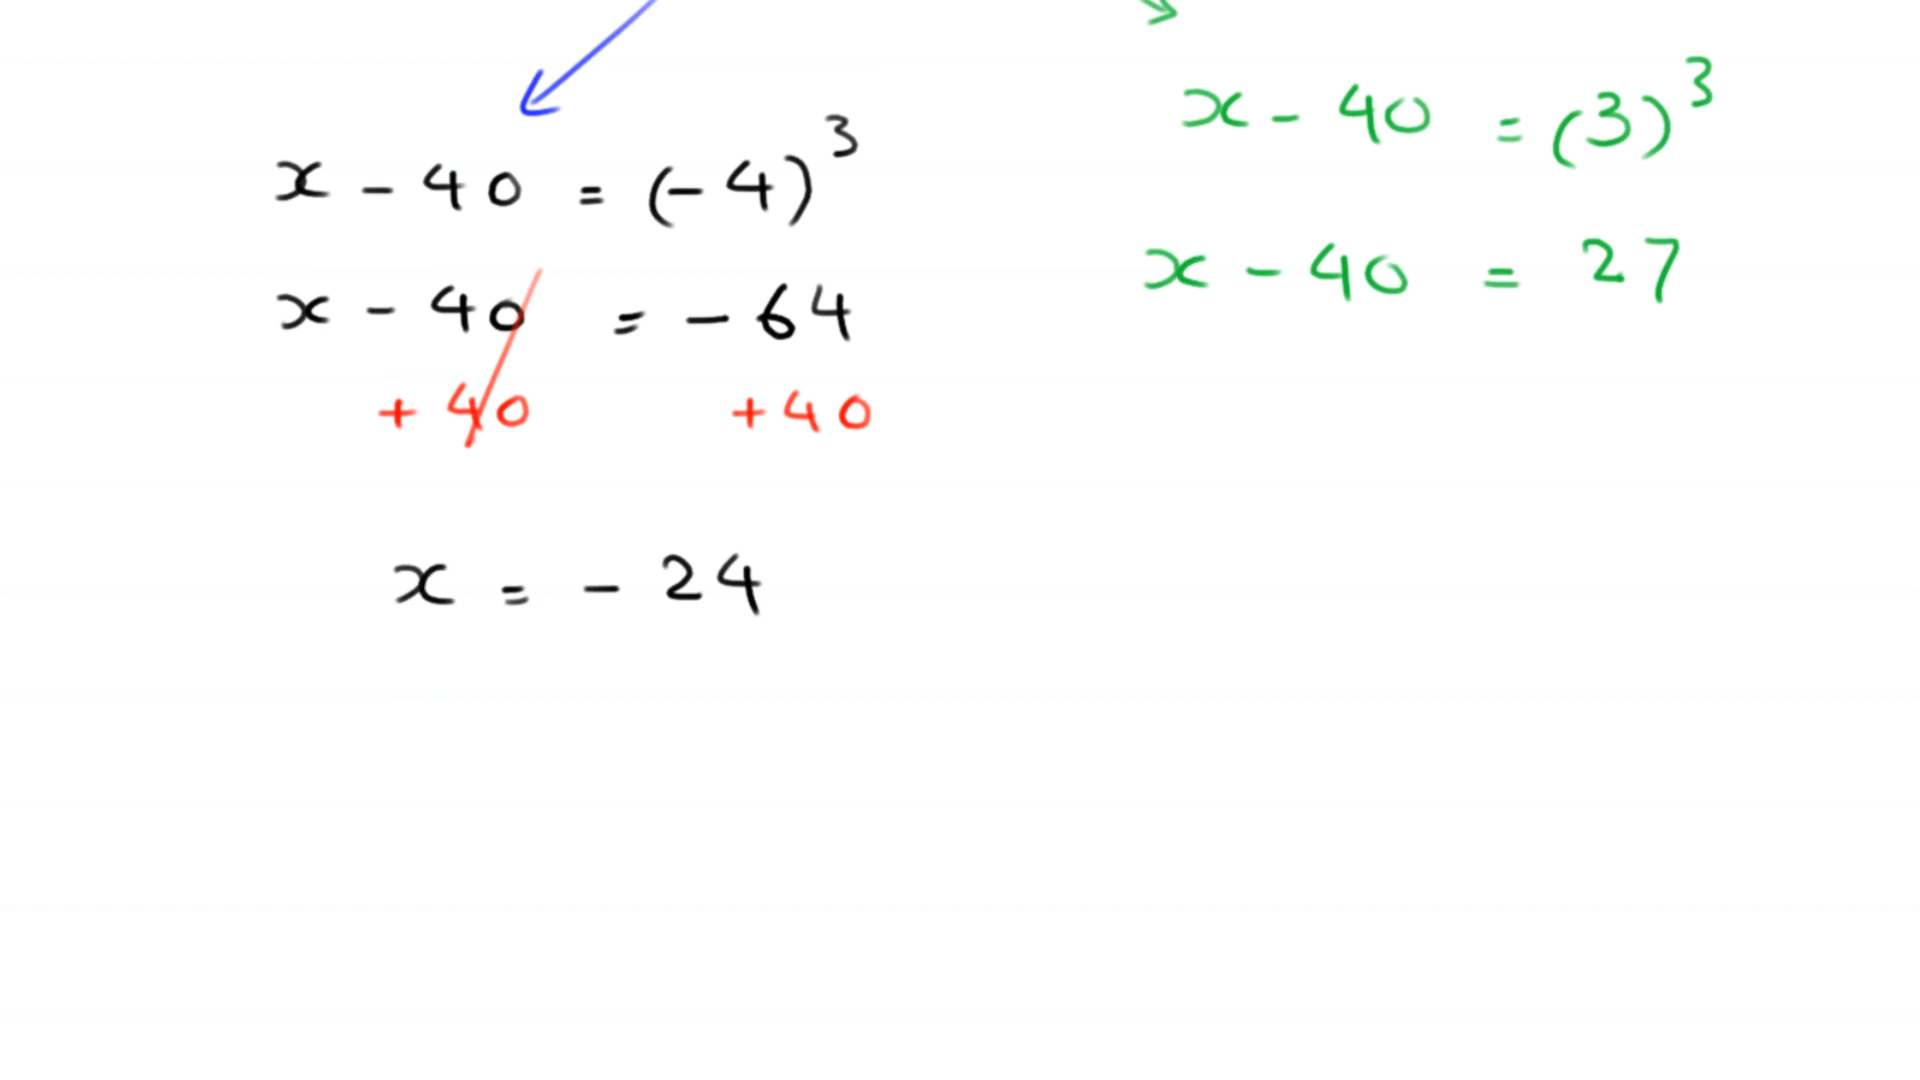 x - 40 = (-4)³
x - 40 = - 64
+ 40 + 40
x = - 24
x - 40 = (3)³
x - 40 = 27